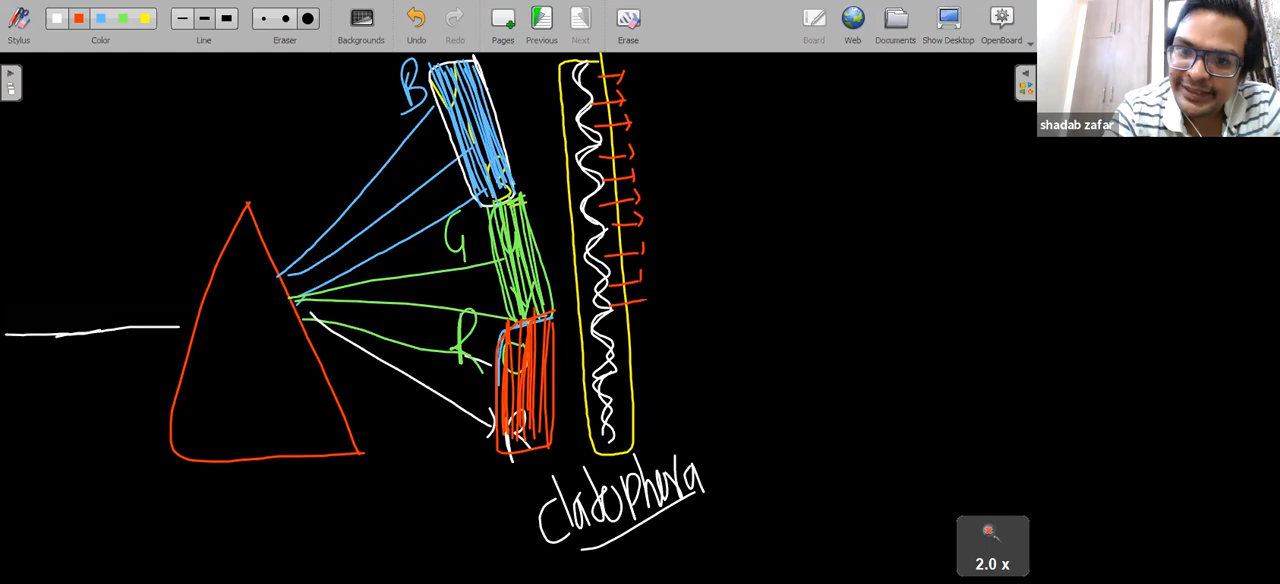 Stylus
Color
Line
Eraser
Backgrounds
Undo
Redo
Pages
Previous
Next
Erase
Board
Web
Documents
Show Desktop
OpenBoard
shadab zafar
B
G
R
R
Cladophora
2.0 x